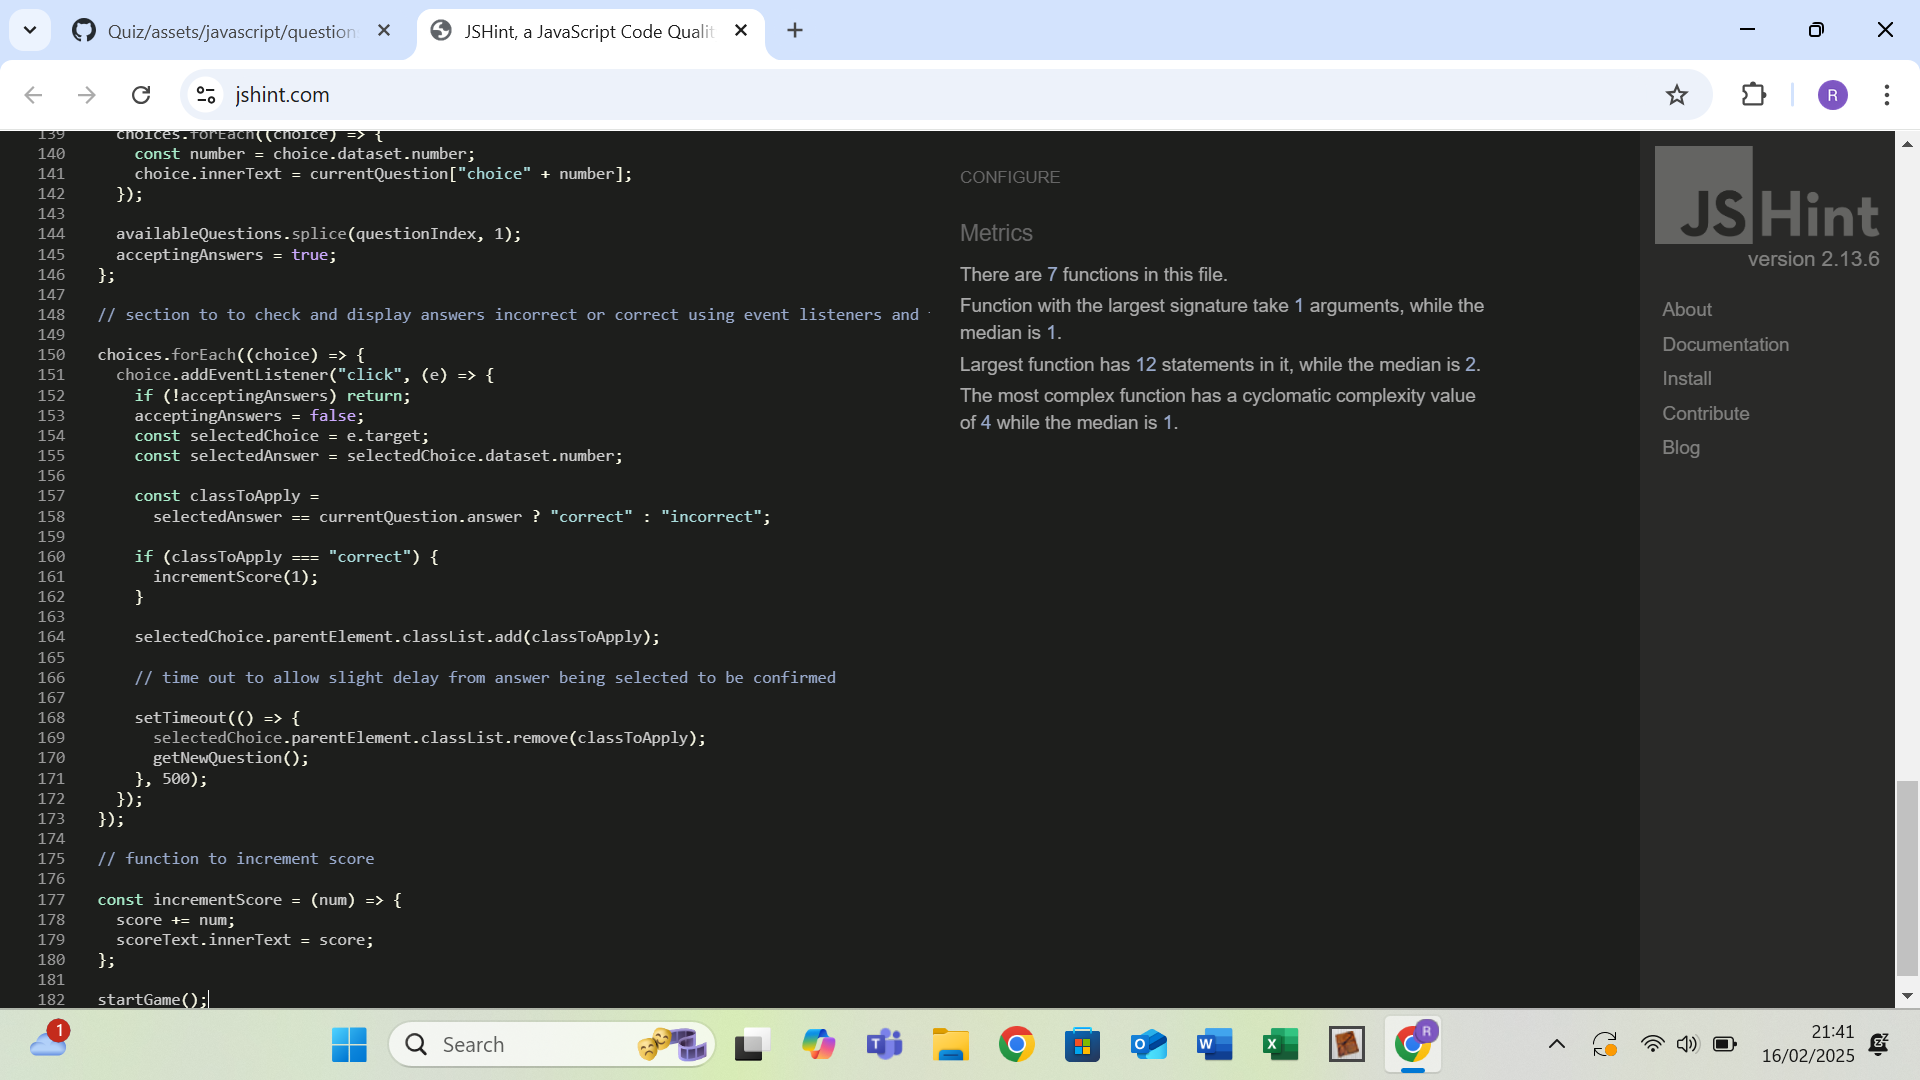 Quiz/assets/javascript/question
JSHint, a JavaScript Code Qualit
jshint.com
R
139 choices.forEach((choice) => {
140 const number = choice.dataset.number;
141 choice.innerText = currentQuestion["choice" + number];
142 });
143
144 availableQuestions.splice(questionIndex, 1);
145 acceptingAnswers = true;
146 };
147
148 // section to to check and display answers incorrect or correct using event listeners and
149
150 choices.forEach((choice) => {
151 choice.addEventListener("click", (e) => {
152 if (!acceptingAnswers) return;
153 acceptingAnswers = false;
154 const selectedChoice = e.target;
155 const selectedAnswer = selectedChoice.dataset.number;
156
157 const classToApply =
158 selectedAnswer == currentQuestion.answer ? "correct" : "incorrect";
159
160 if (classToApply === "correct") {
161 incrementScore(1);
162 }
163
164 selectedChoice.parentElement.classList.add(classToApply);
165
166 // time out to allow slight delay from answer being selected to be confirmed
167
168 setTimeout(() => {
169 selectedChoice.parentElement.classList.remove(classToApply);
170 getNewQuestion();
171 }, 500);
172 });
173 });
174
175 // function to increment score
176
177 const incrementScore = (num) => {
178 score += num;
179 scoreText.innerText = score;
180 };
181
182 startGame();
CONFIGURE
Metrics
There are 7 functions in this file.
Function with the largest signature take 1 arguments, while the
median is 1.
Largest function has 12 statements in it, while the median is 2.
The most complex function has a cyclomatic complexity value
of 4 while the median is 1.
JSHint
version 2.13.6
About
Documentation
Install
Contribute
Blog
1
Search
R
21:41
16/02/2025